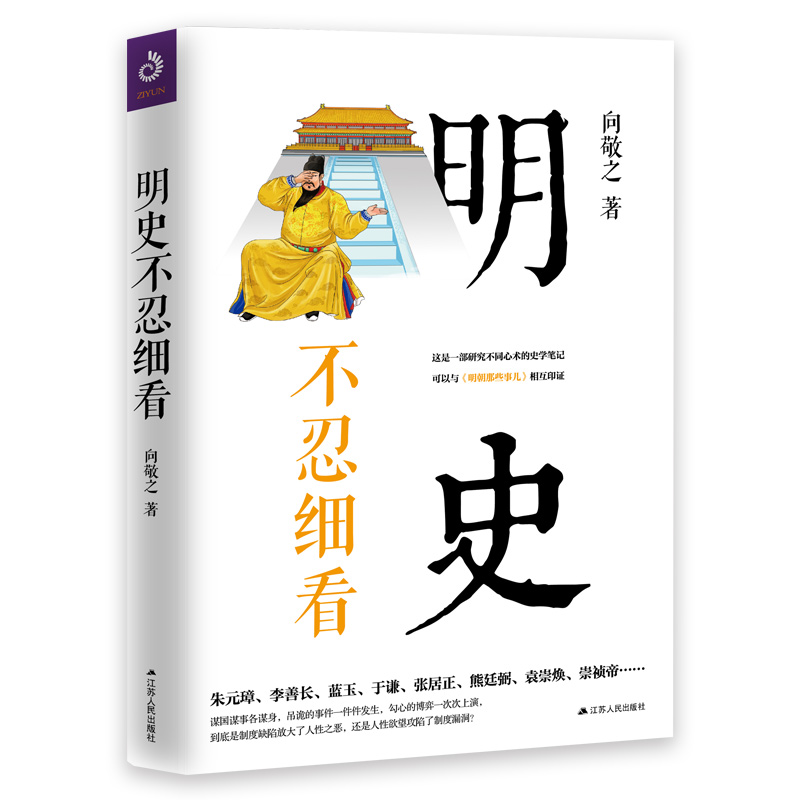 ZIYUN
明史不忍细看
向敬之 著
江苏人民出版社
明史
不忍细看
向敬之 著
这是一部研究不同心术的史学笔记
可以与《明朝那些事儿》相互印证
朱元璋、李善长、蓝玉、于谦、张居正、熊廷弼、袁崇焕、崇祯帝……
谋国谋事各谋身，吊诡的事件一件件发生，勾心的博弈一次次上演，
到底是制度缺陷放大了人性之恶，还是人性欲望攻陷了制度漏洞？
江苏人民出版社